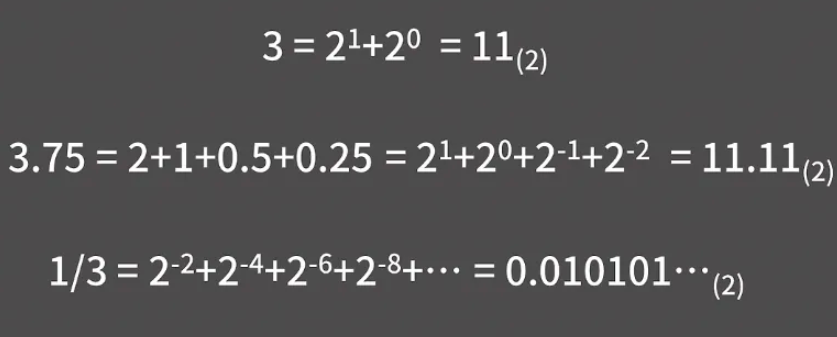 3 = 2¹+2⁰ = 11₍₂₎
3.75 = 2+1+0.5+0.25 = 2¹+2⁰+2⁻¹+2⁻² = 11.11₍₂₎
1/3 = 2⁻²+2⁻⁴+2⁻⁶+2⁻⁸+⋯ = 0.010101⋯₍₂₎